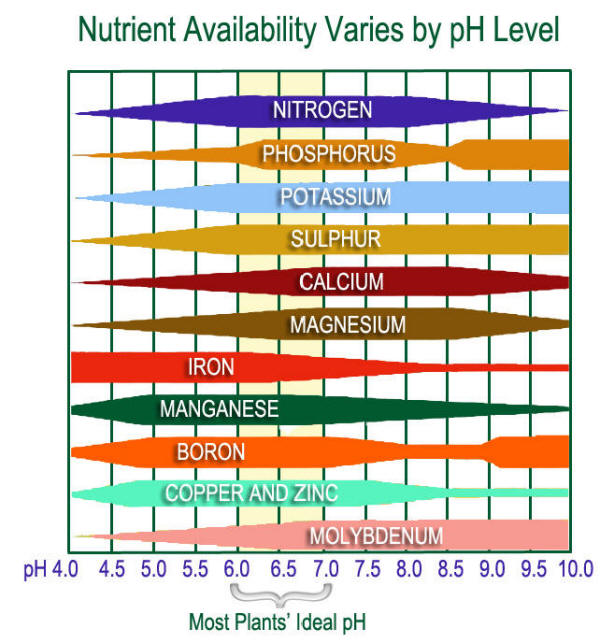 Nutrient Availability Varies by pH Level
NITROGEN
PHOSPHORUS
POTASSIUM
SULPHUR
CALCIUM
MAGNESIUM
IRON
MANGANESE
BORON
COPPER AND ZINC
MOLYBDENUM
pH 4.0 4.5 5.0 5.5 6.0 6.5 7.0 7.5 8.0 8.5 9.0 9.5 10.0
Most Plants' Ideal pH